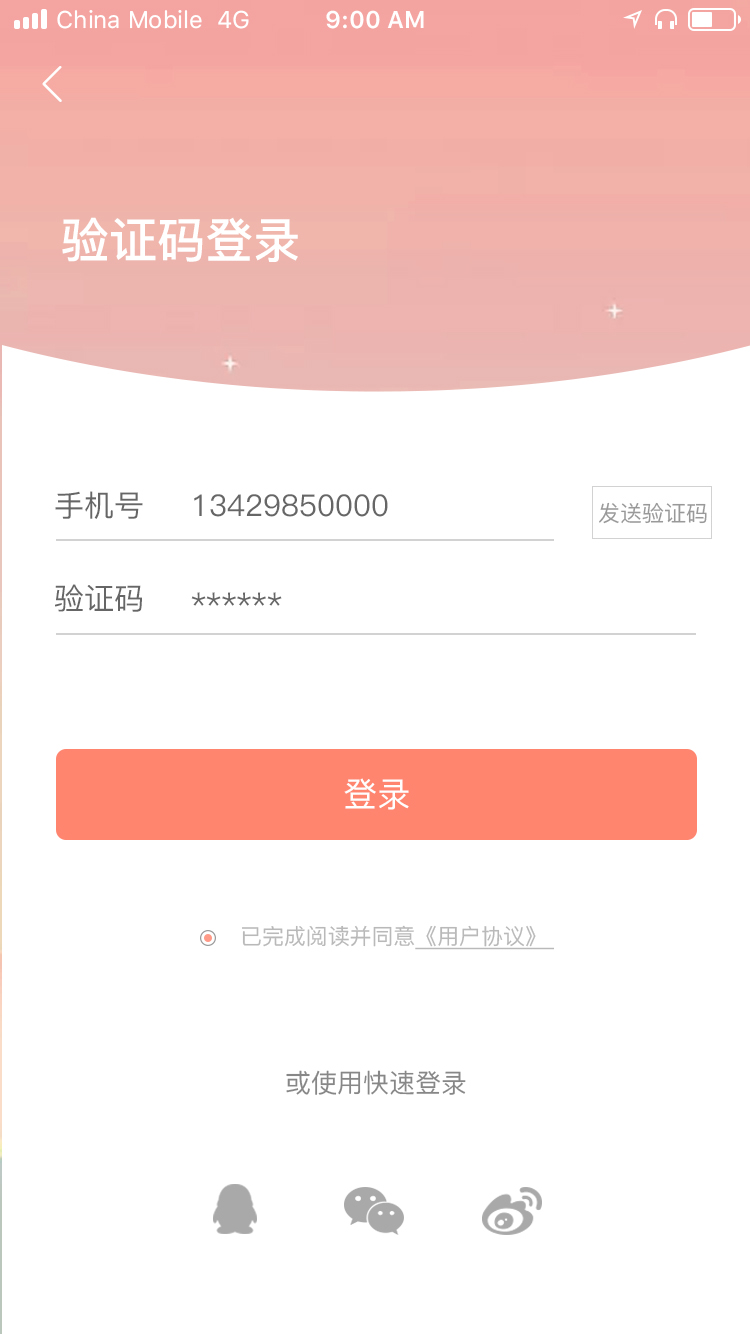 China Mobile 4G 9:00 AM
验证码登录
手机号 13429850000 发送验证码
验证码 ******
登录
已完成阅读并同意《用户协议》
或使用快速登录